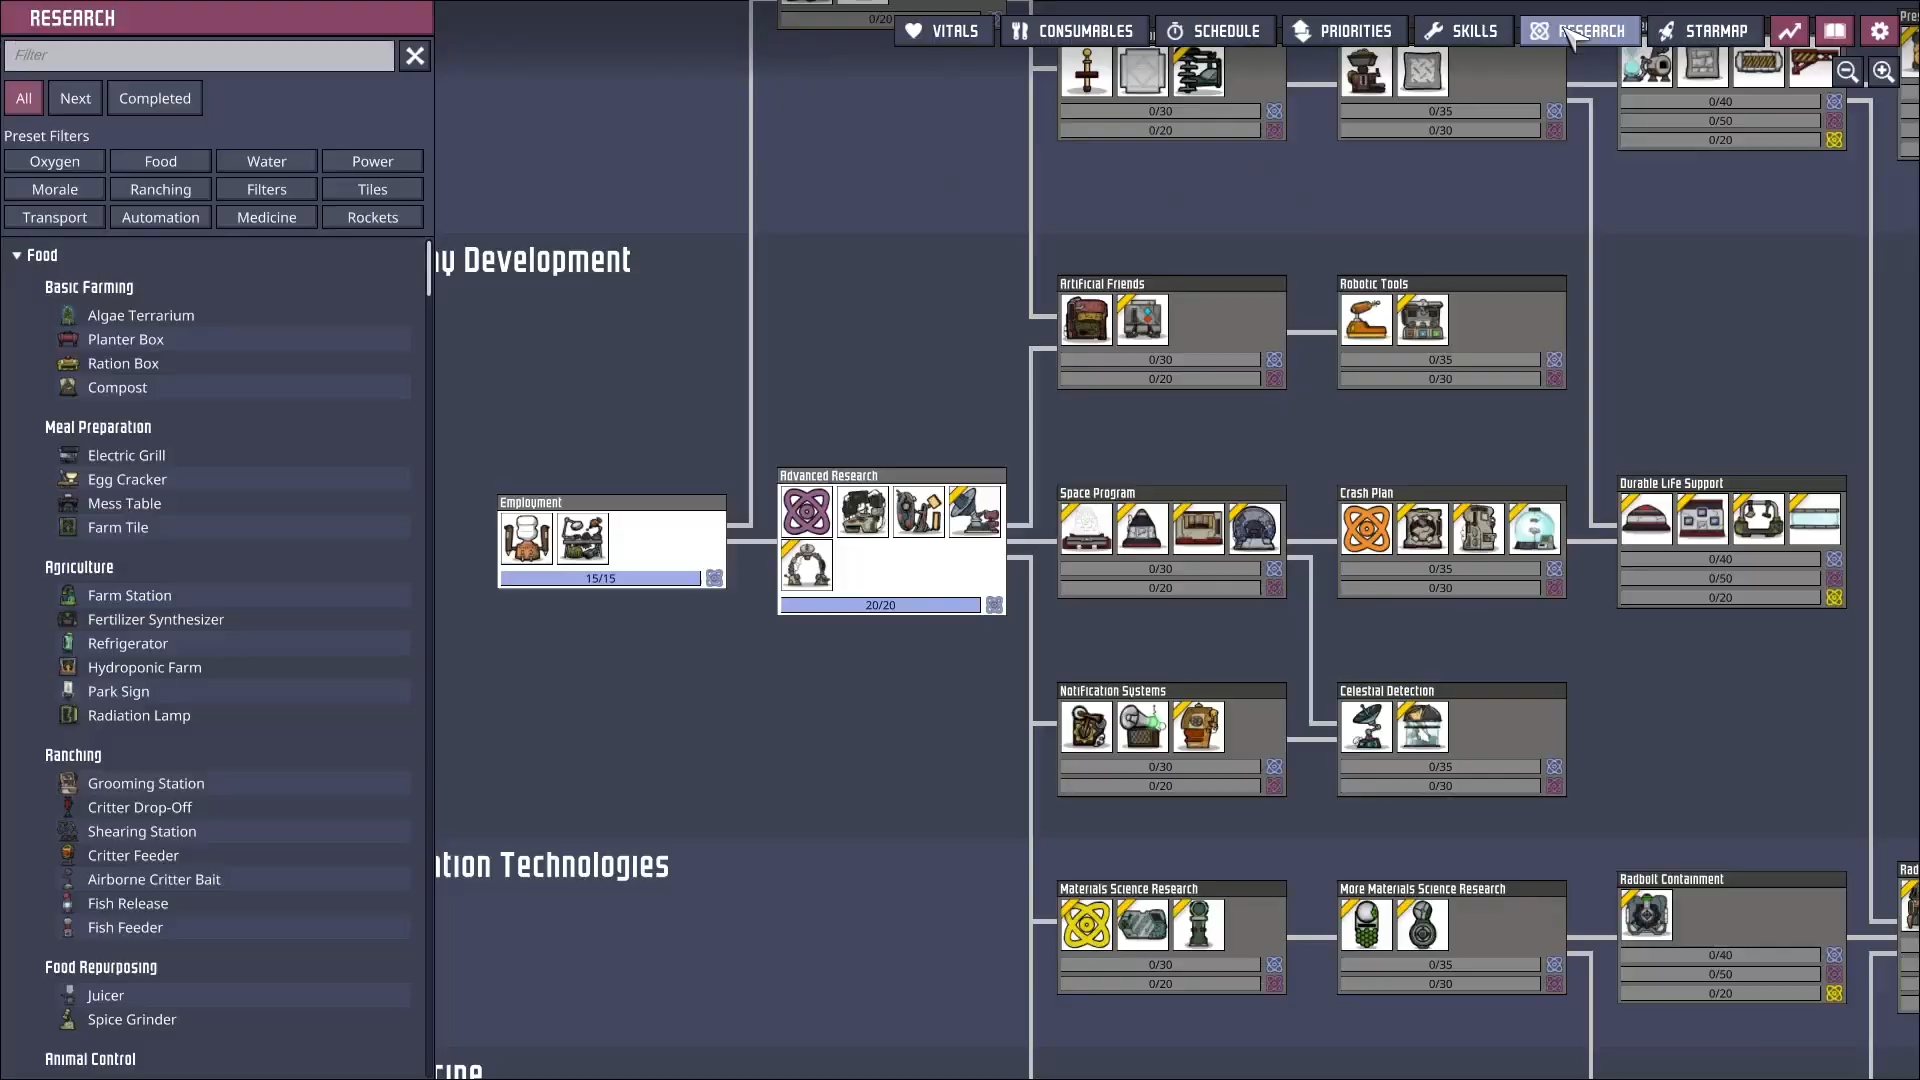 RESEARCH
Filter
All Next Completed
Preset Filters
Oxygen Food Water Power
Morale Ranching Filters Tiles
Transport Automation Medicine Rockets
Food
Basic Farming
Algae Terrarium
Planter Box
Ration Box
Compost
Meal Preparation
Electric Grill
Egg Cracker
Mess Table
Farm Tile
Agriculture
Farm Station
Fertilizer Synthesizer
Refrigerator
Hydroponic Farm
Park Sign
Radiation Lamp
Ranching
Grooming Station
Critter Drop-Off
Shearing Station
Critter Feeder
Airborne Critter Bait
Fish Release
Fish Feeder
Food Repurposing
Juicer
Spice Grinder
Animal Control
VITALS CONSUMABLES SCHEDULE PRIORITIES SKILLS RESEARCH STARMAP
0/20
0/30
0/20
0/35
0/30
0/40
0/50
0/20
Development
Artificial Friends
0/30
0/20
Robotic Tools
0/35
0/30
Employment
15/15
Advanced Research
20/20
Space Program
0/30
0/20
Crash Plan
0/35
0/30
Durable Life Support
0/40
0/50
0/20
Notification Systems
0/30
0/20
Celestial Detection
0/35
0/30
Technologies
Materials Science Research
0/30
0/20
More Materials Science Research
0/35
0/30
Radbolt Containment
0/40
0/50
0/20